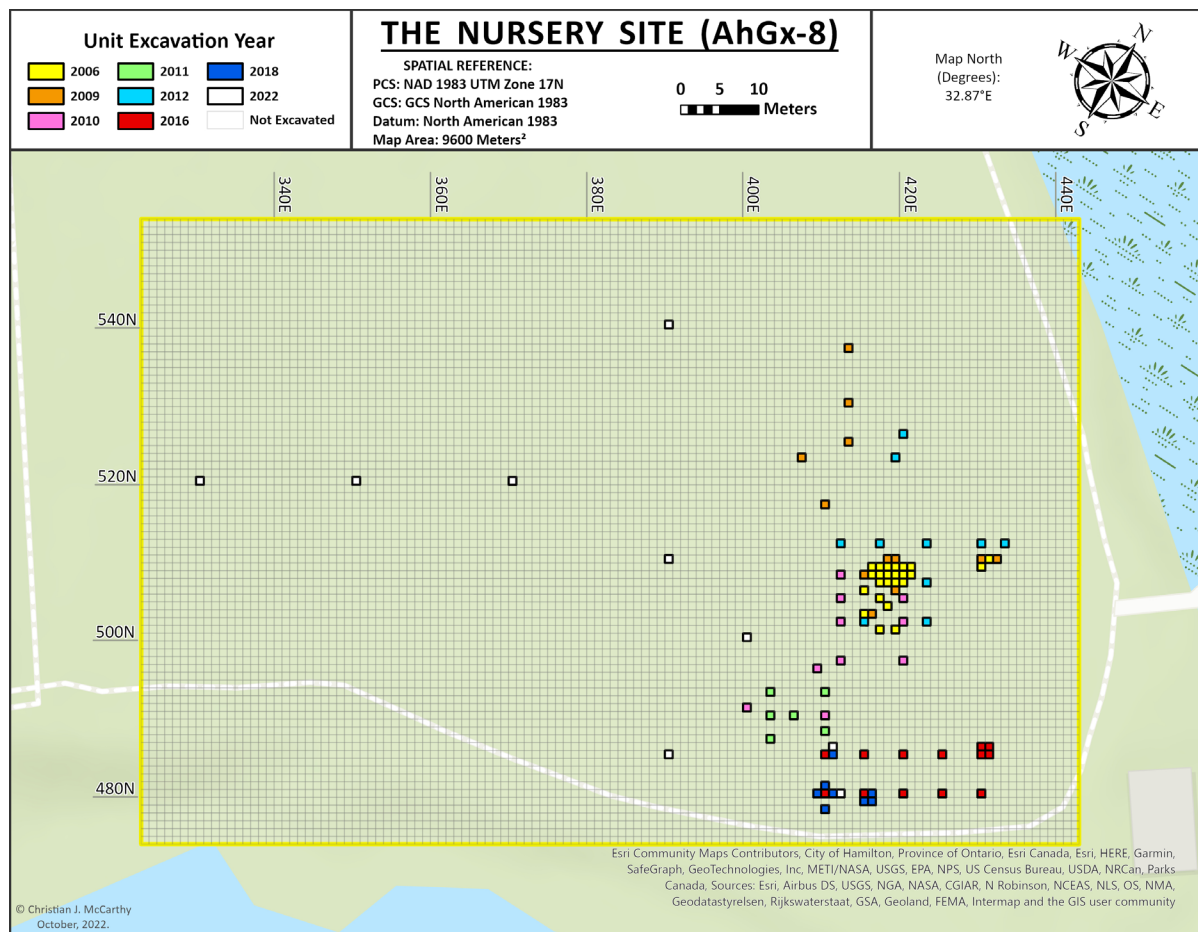 Unit Excavation Year
2006
2011
2018
2009
2012
2022
2010
2016
Not Excavated
THE NURSERY SITE (AhGx-8)
SPATIAL REFERENCE:
PCS: NAD 1983 UTM Zone 17N
GCS: GCS North American 1983
Datum: North American 1983
Map Area: 9600 Meters²
0 5 10
Meters
Map North
(Degrees):
32.87°E
N
W
E
S
340E
360E
380E
400E
420E
440E
540N
520N
500N
480N
Esri Community Maps Contributors, City of Hamilton, Province of Ontario, Esri Canada, Esri, HERE, Garmin,
SafeGraph, GeoTechnologies, Inc, METI/NASA, USGS, EPA, NPS, US Census Bureau, USDA, NRCan, Parks
Canada, Sources: Esri, Airbus DS, USGS, NGA, NASA, CGIAR, N Robinson, NCEAS, NLS, OS, NMA,
Geodatastyrelsen, Rijkswaterstaat, GSA, Geoland, FEMA, Intermap and the GIS user community
© Christian J. McCarthy
October, 2022.